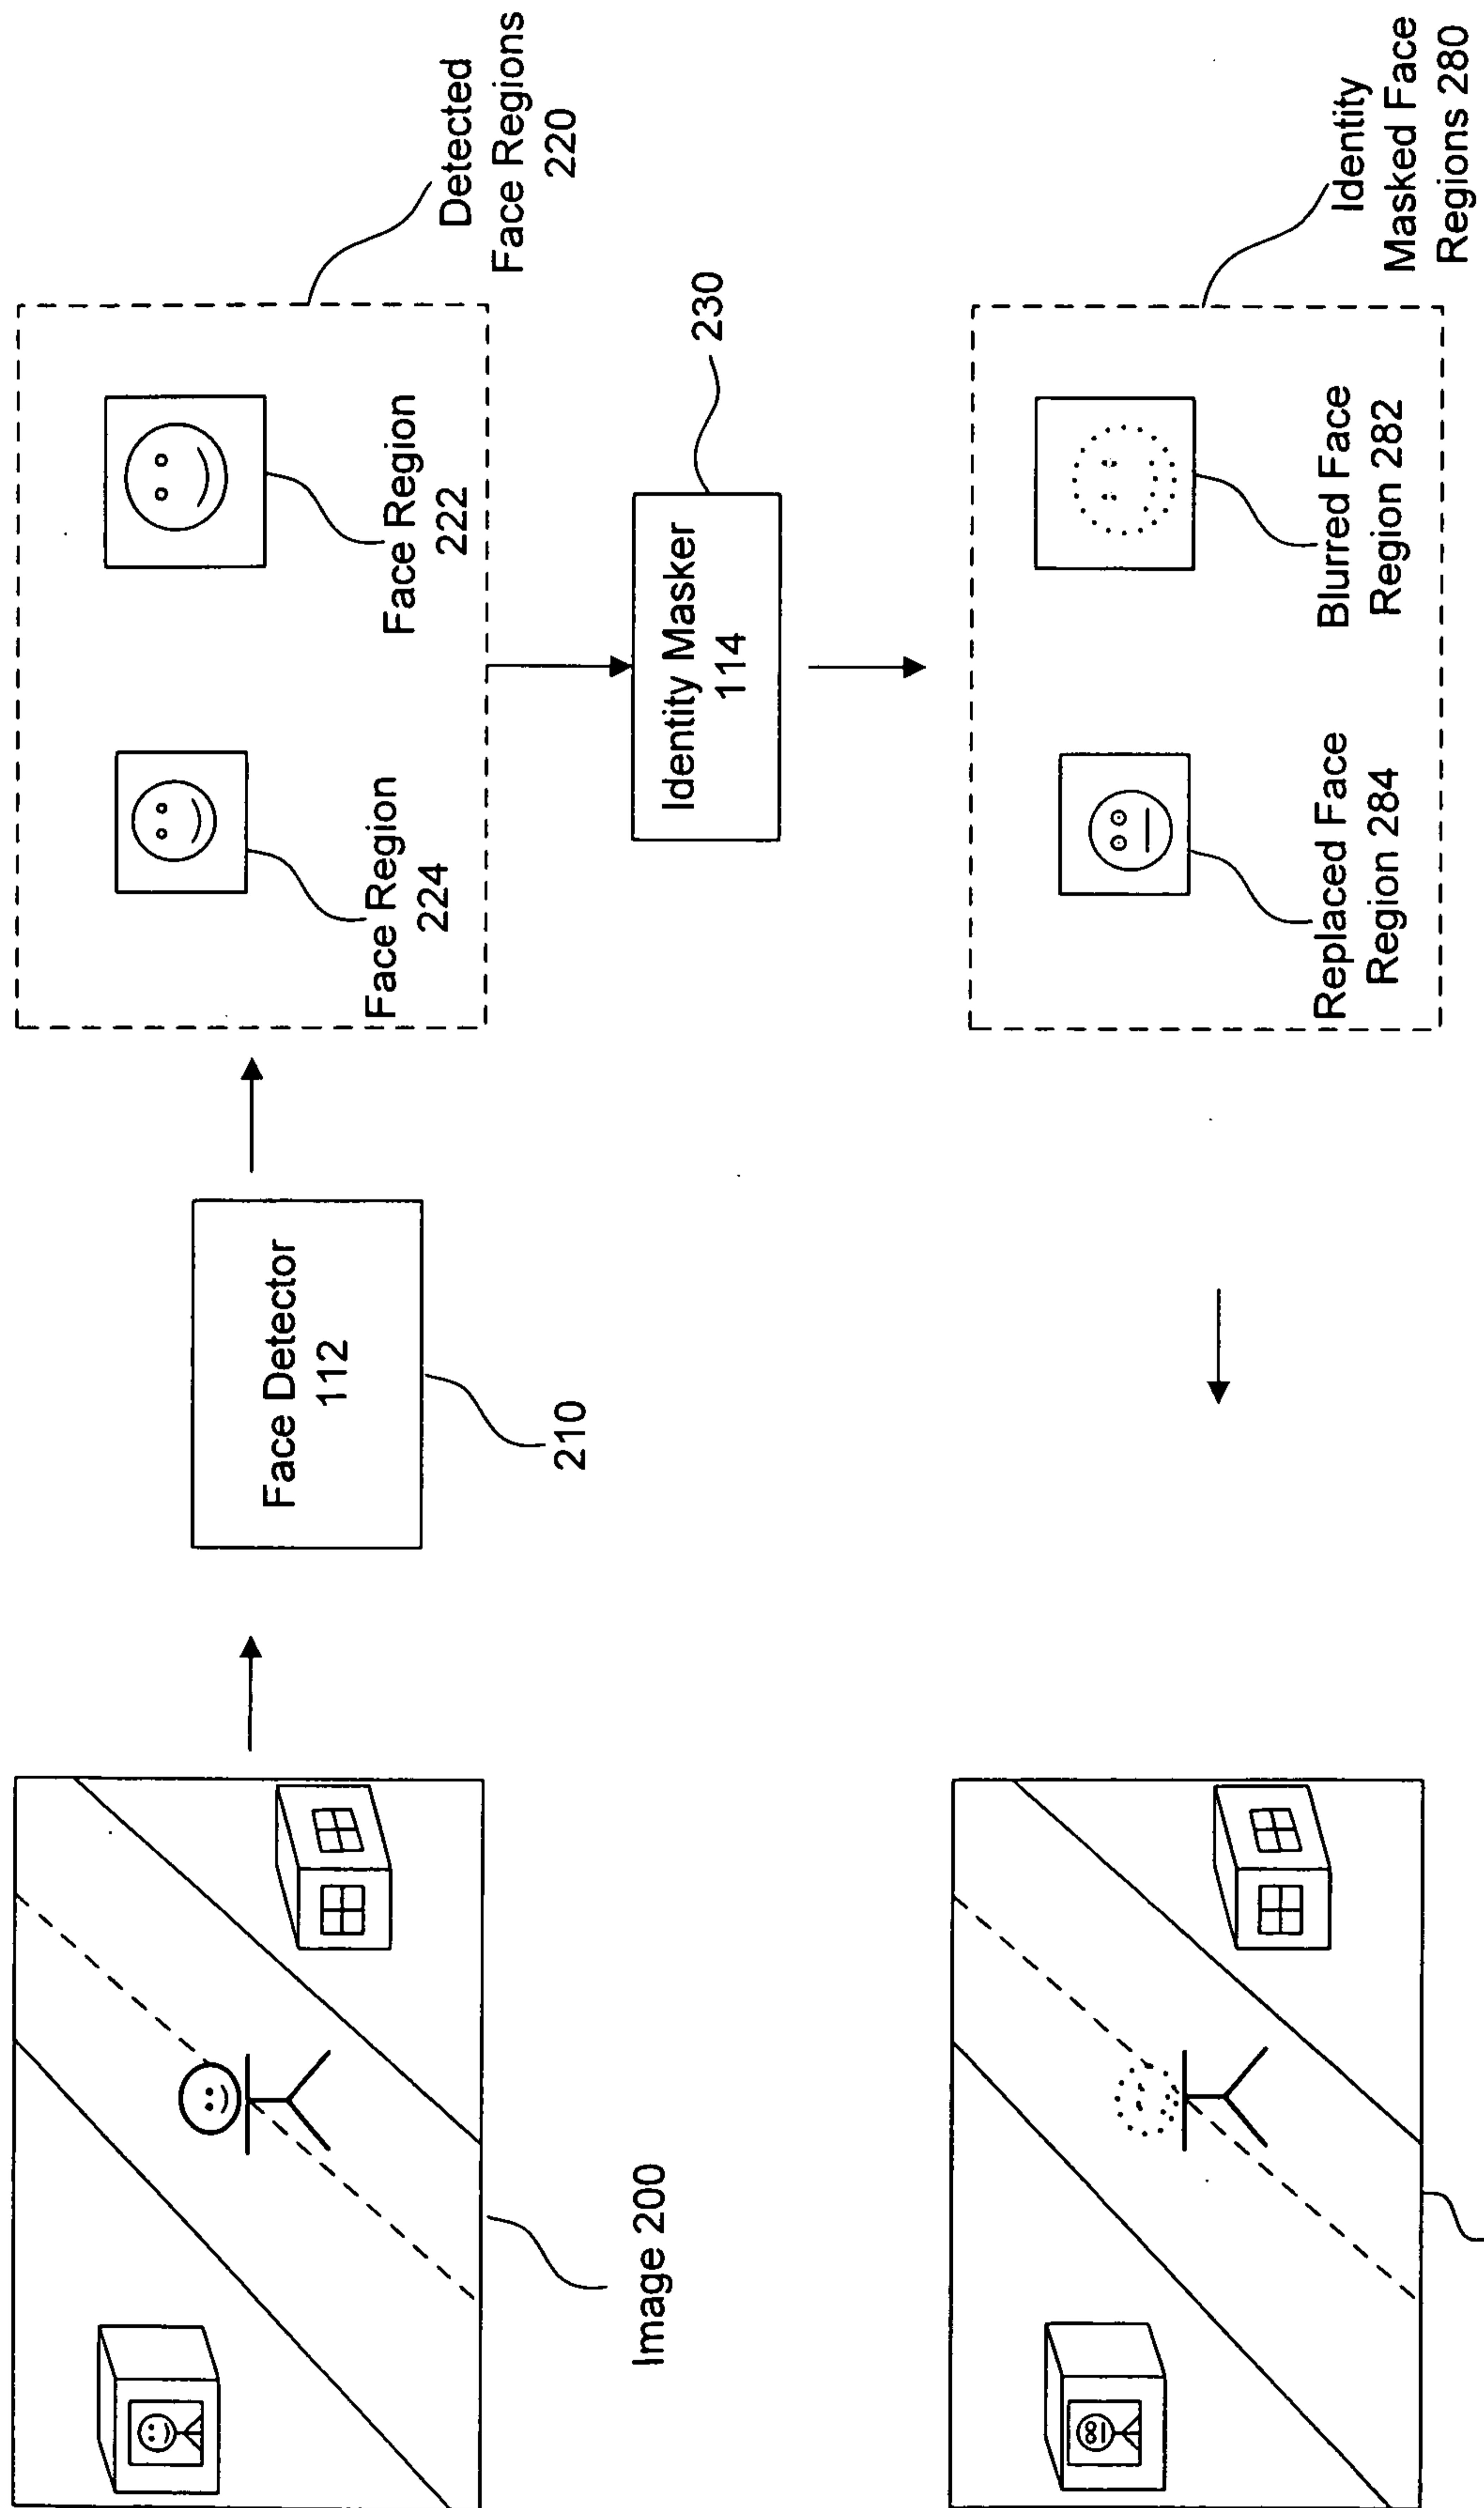 Image 200
Face Detector
112
210
Face Region
224
Face Region
222
Detected
Face Regions
220
Identity Masker
114
230
Replaced Face
Region 284
Blurred Face
Region 282
Identity
Masked Face
Regions 280